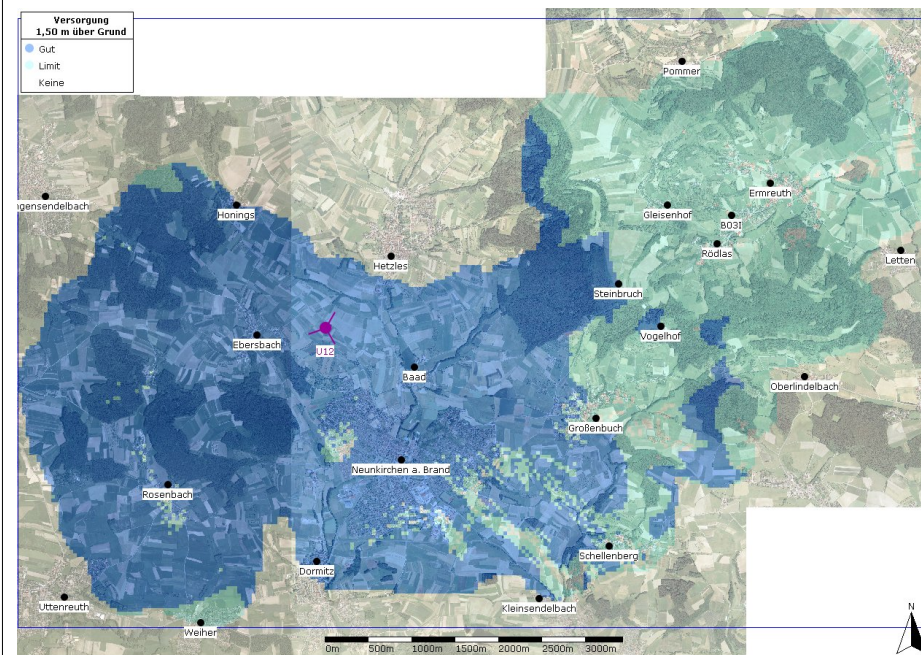 Versorgung
1,50 m über Grund
Gut
Limit
Keine
Pommer
ngensendelbach
Honings
Ermreuth
Gleisenhof
B03I
Rödlas
Hetzles
Letten
Steinbruch
U12
Ebersbach
Vogelhof
Baad
Oberlindelbach
Großenbuch
Neunkirchen a. Brand
Rosenbach
Schellenberg
Dormitz
Uttenreuth
Kleinsendelbach
Weiher
N
0m 500m 1000m 1500m 2000m 2500m 3000m